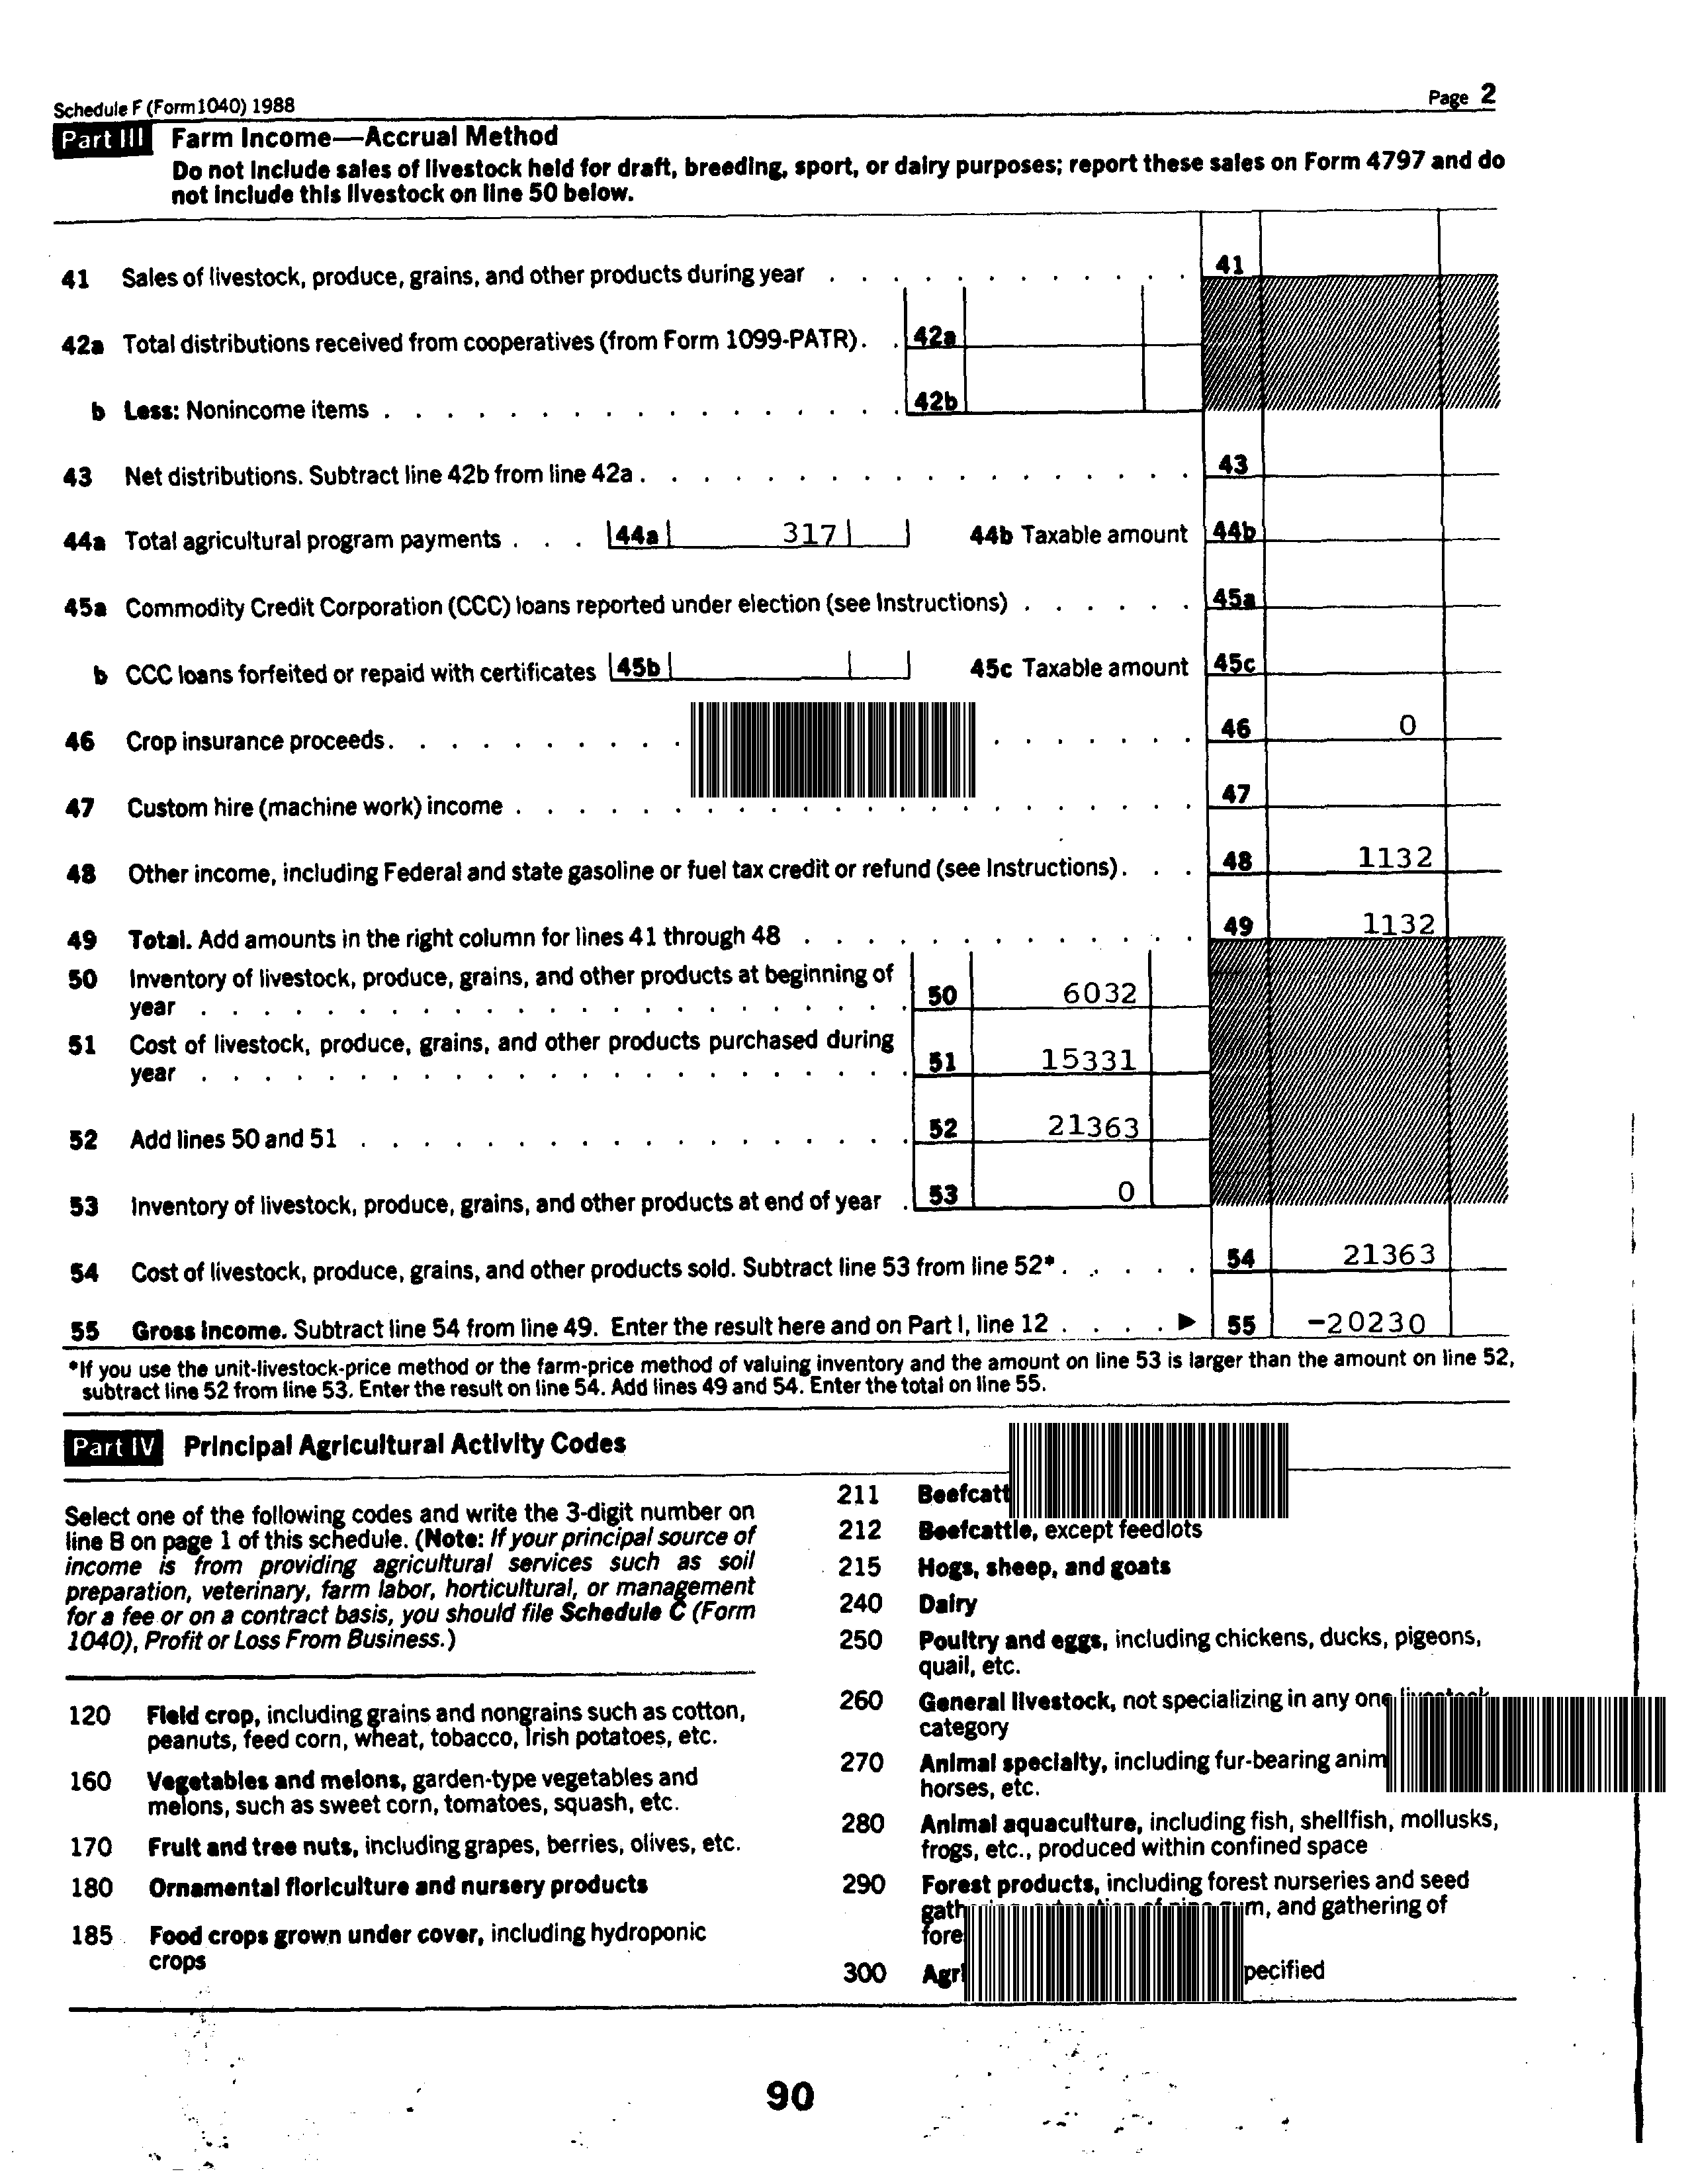 Schedule F (Form 1040) 1988 Page 2
Part III Farm Income—Accrual Method
Do not include sales of livestock held for draft, breeding, sport, or dairy purposes; report these sales on Form 4797 and do
not include this livestock on line 50 below.
41 Sales of livestock, produce, grains, and other products during year . . . . . . . . . . . . 41
42a Total distributions received from cooperatives (from Form 1099-PATR). . 42a
b Less: Nonincome items . . . . . . . . . . . . . . . . . 42b
43 Net distributions. Subtract line 42b from line 42a . . . . . . . . . . . . . . . . . . 43
44a Total agricultural program payments . . . 44a 317 44b Taxable amount 44b
45a Commodity Credit Corporation (CCC) loans reported under election (see Instructions) . . . . . . 45a
b CCC loans forfeited or repaid with certificates 45b 45c Taxable amount 45c
46 Crop insurance proceeds. . . . . . . . . . . . . . . . . 46 0
47 Custom hire (machine work) income . . . . . . . . . . . . . . . . . . . . . . 47
48 Other income, including Federal and state gasoline or fuel tax credit or refund (see Instructions). . . 48 1132
49 Total. Add amounts in the right column for lines 41 through 48 . . . . . . . . . . . . . 49 1132
50 Inventory of livestock, produce, grains, and other products at beginning of
year . . . . . . . . . . . . . . . . . . . . . . . 50 6032
51 Cost of livestock, produce, grains, and other products purchased during
year . . . . . . . . . . . . . . . . . . . . . . . 51 15331
52 Add lines 50 and 51 . . . . . . . . . . . . . . . . . . 52 21363
53 Inventory of livestock, produce, grains, and other products at end of year . 53 0
54 Cost of livestock, produce, grains, and other products sold. Subtract line 53 from line 52* . . . . . 54 21363
55 Gross income. Subtract line 54 from line 49. Enter the result here and on Part I, line 12 . . . . ▶ 55 -20230
*If you use the unit-livestock-price method or the farm-price method of valuing inventory and the amount on line 53 is larger than the amount on line 52,
subtract line 52 from line 53. Enter the result on line 54. Add lines 49 and 54. Enter the total on line 55.
Part IV Principal Agricultural Activity Codes
Select one of the following codes and write the 3-digit number on
line B on page 1 of this schedule. (Note: If your principal source of
income is from providing agricultural services such as soil
preparation, veterinary, farm labor, horticultural, or management
for a fee or on a contract basis, you should file Schedule C (Form
1040), Profit or Loss From Business.)
120 Field crop, including grains and nongrains such as cotton,
peanuts, feed corn, wheat, tobacco, Irish potatoes, etc.
160 Vegetables and melons, garden-type vegetables and
melons, such as sweet corn, tomatoes, squash, etc.
170 Fruit and tree nuts, including grapes, berries, olives, etc.
180 Ornamental floriculture and nursery products
185 Food crops grown under cover, including hydroponic
crops
211
212 Beefcattle, except feedlots
215 Hogs, sheep, and goats
240 Dairy
250 Poultry and eggs, including chickens, ducks, pigeons,
quail, etc.
260 General livestock, not specializing in any one livestock
category
270 Animal specialty, including fur-bearing
horses, etc.
280 Animal aquaculture, including fish, shellfish, mollusks,
frogs, etc., produced within confined space
290 Forest products, including forest nurseries and seed
and gathering of
300
90